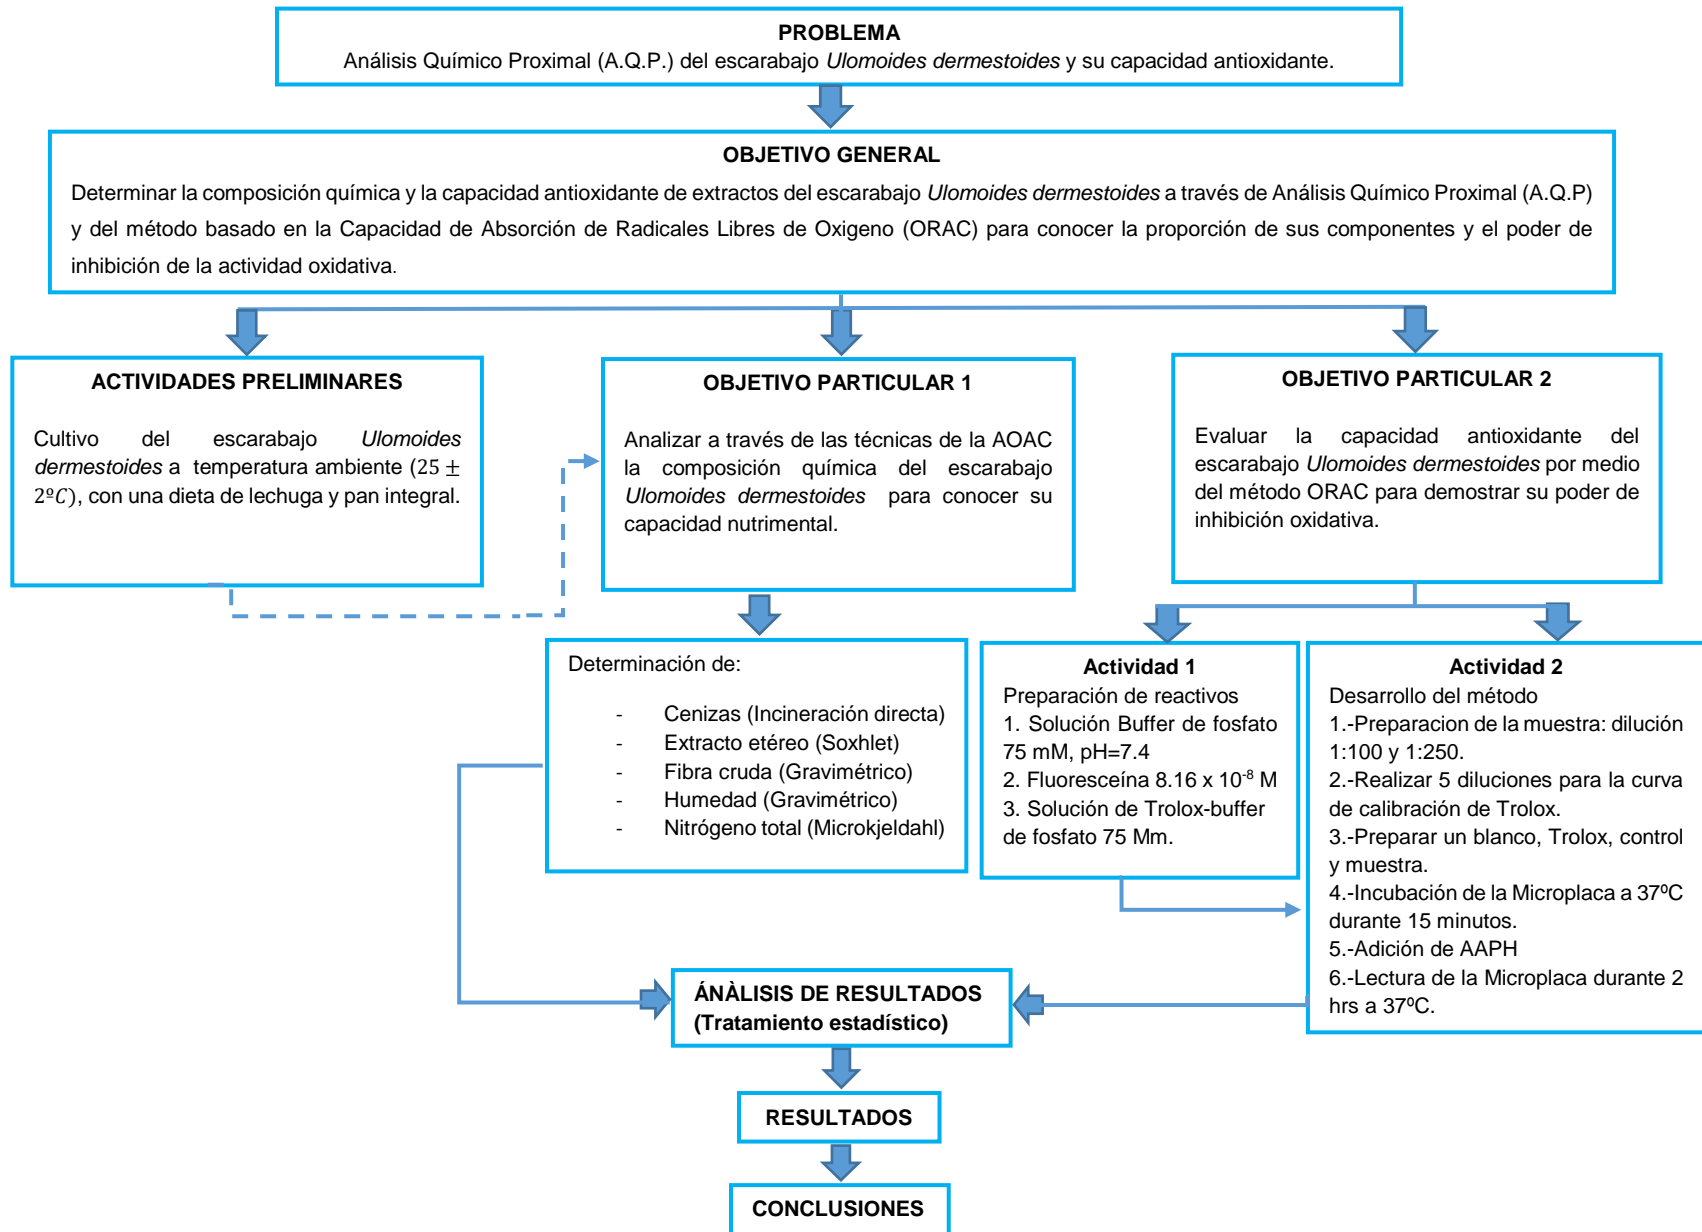 PROBLEMA
Análisis Químico Proximal (A.Q.P.) del escarabajo Ulomoides dermestoides y su capacidad antioxidante.
OBJETIVO GENERAL
Determinar la composición química y la capacidad antioxidante de extractos del escarabajo Ulomoides dermestoides a través de Análisis Químico Proximal (A.Q.P)
y del método basado en la Capacidad de Absorción de Radicales Libres de Oxigeno (ORAC) para conocer la proporción de sus componentes y el poder de
inhibición de la actividad oxidativa.
ACTIVIDADES PRELIMINARES
Cultivo del escarabajo Ulomoides
dermestoides a temperatura ambiente (25 ±
2ºC), con una dieta de lechuga y pan integral.
OBJETIVO PARTICULAR 1
Analizar a través de las técnicas de la AOAC
la composición química del escarabajo
Ulomoides dermestoides para conocer su
capacidad nutrimental.
OBJETIVO PARTICULAR 2
Evaluar la capacidad antioxidante del
escarabajo Ulomoides dermestoides por medio
del método ORAC para demostrar su poder de
inhibición oxidativa.
Determinación de:
- Cenizas (Incineración directa)
- Extracto etéreo (Soxhlet)
- Fibra cruda (Gravimétrico)
- Humedad (Gravimétrico)
- Nitrógeno total (Microkjeldahl)
Actividad 1
Preparación de reactivos
1. Solución Buffer de fosfato
75 mM, pH=7.4
2. Fluoresceína 8.16 x 10⁻⁸ M
3. Solución de Trolox-buffer
de fosfato 75 Mm.
Actividad 2
Desarrollo del método
1.-Preparacion de la muestra: dilución
1:100 y 1:250.
2.-Realizar 5 diluciones para la curva
de calibración de Trolox.
3.-Preparar un blanco, Trolox, control
y muestra.
4.-Incubación de la Microplaca a 37ºC
durante 15 minutos.
5.-Adición de AAPH
6.-Lectura de la Microplaca durante 2
hrs a 37ºC.
ÁNÀLISIS DE RESULTADOS
(Tratamiento estadístico)
RESULTADOS
CONCLUSIONES